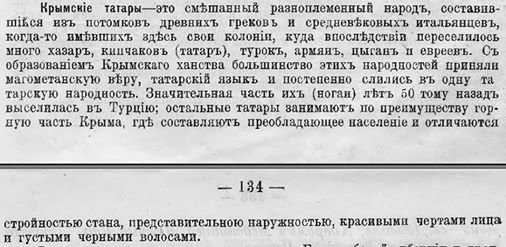 Крымскіе татары—это смѣшанный разноплеменный народъ, составив-
шійся изъ потомковъ древнихъ грековъ и средневѣковыхъ итальянцевъ,
когда-то имѣвшихъ здѣсь свои колоніи, куда впослѣдствіи переселилось
много хазаръ, кипчаковъ (татаръ), турокъ, армянъ, цыганъ и евреевъ. Съ
образованіемъ Крымскаго ханства большинство этихъ народностей приняли
магометанскую вѣру, татарскій языкъ и постепенно слились въ одну та
тарскую народность. Значительная часть ихъ (ногаи) лѣтъ 50 тому назадъ
выселилась въ Турцію; остальные татары занимаютъ по преимуществу гор-
ную часть Крыма, гдѣ составляютъ преобладающее населеніе и отличаются
— 134 —
стройностью стана, представительною наружностью, красивыми чертами лица
и густыми черными волосами.